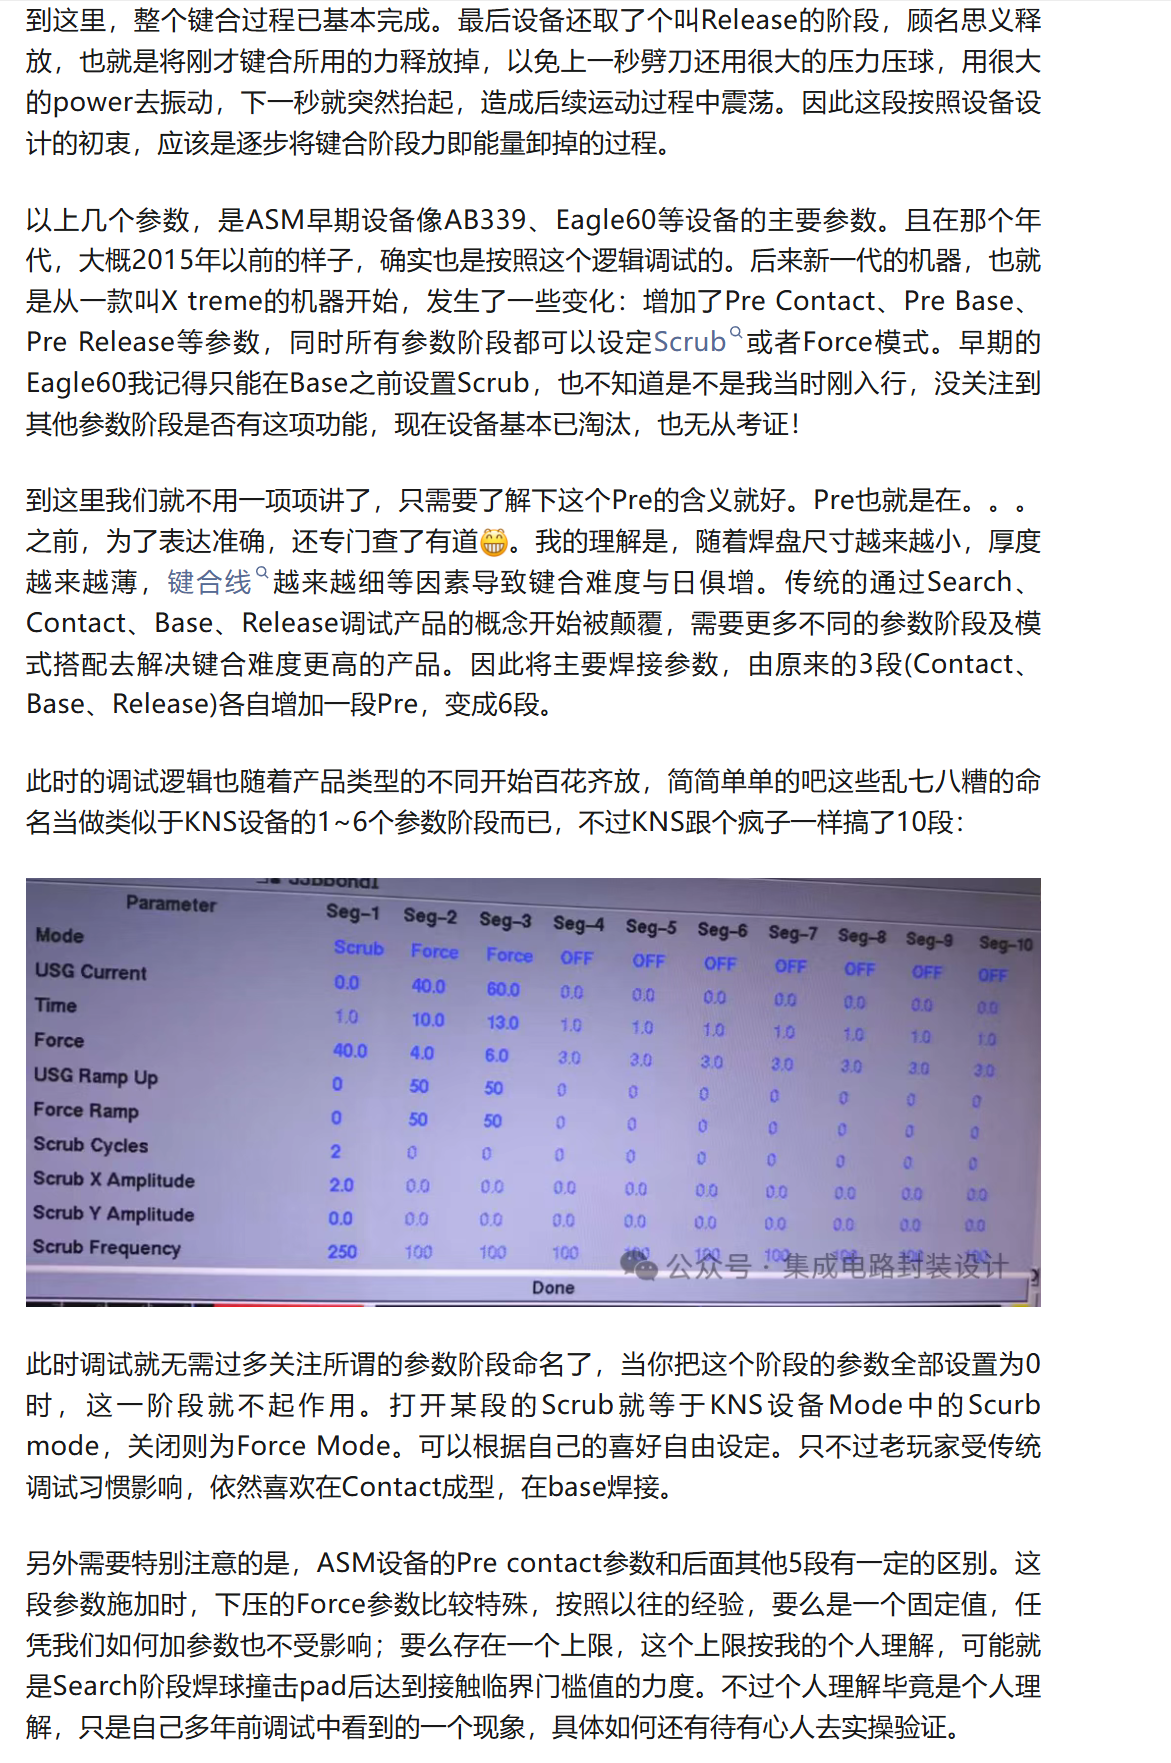 到这里，整个键合过程已基本完成。最后设备还取了个叫Release的阶段，顾名思义释
放，也就是将刚才键合所用的力释放掉，以免上一秒劈刀还用很大的压力压球，用很大
的power去振动，下一秒就突然抬起，造成后续运动过程中震荡。因此这段按照设备设
计的初衷，应该是逐步将键合阶段力即能量卸掉的过程。
以上几个参数，是ASM早期设备像AB339、Eagle60等设备的主要参数。且在那个年
代，大概2015年以前的样子，确实也是按照这个逻辑调试的。后来新一代的机器，也就
是从一款叫X treme的机器开始，发生了一些变化：增加了Pre Contact、Pre Base、
Pre Release等参数，同时所有参数阶段都可以设定Scrub或者Force模式。早期的
Eagle60我记得只能在Base之前设置Scrub，也不知道是不是我当时刚入行，没关注到
其他参数阶段是否有这项功能，现在设备基本已淘汰，也无从考证！
到这里我们就不用一项项讲了，只需要了解下这个Pre的含义就好。Pre也就是在。。。
之前，为了表达准确，还专门查了有道😁。我的理解是，随着焊盘尺寸越来越小，厚度
越来越薄，键合线越来越细等因素导致键合难度与日俱增。传统的通过Search、
Contact、Base、Release调试产品的概念开始被颠覆，需要更多不同的参数阶段及模
式搭配去解决键合难度更高的产品。因此将主要焊接参数，由原来的3段(Contact、
Base、Release)各自增加一段Pre，变成6段。
此时的调试逻辑也随着产品类型的不同开始百花齐放，简简单单的吧这些乱七八糟的命
名当做类似于KNS设备的1~6个参数阶段而已，不过KNS跟个疯子一样搞了10段：
Parameter Seg-1 Seg-2 Seg-3 Seg-4 Seg-5 Seg-6 Seg-7 Seg-8 Seg-9 Seg-10
Mode Scrub Force Force OFF OFF OFF OFF OFF OFF OFF
USG Current 0.0 40.0 60.0 0.0 0.0 0.0 0.0 0.0 0.0 0.0
Time 1.0 10.0 13.0 1.0 1.0 1.0 1.0 1.0 1.0 1.0
Force 40.0 4.0 6.0 3.0 3.0 3.0 3.0 3.0 3.0 3.0
USG Ramp Up 0 50 50 0 0 0 0 0 0 0
Force Ramp 0 50 50 0 0 0 0 0 0 0
Scrub Cycles 2 0 0 0 0 0 0 0 0 0
Scrub X Amplitude 2.0 0.0 0.0 0.0 0.0 0.0 0.0 0.0 0.0 0.0
Scrub Y Amplitude 0.0 0.0 0.0 0.0 0.0 0.0 0.0 0.0 0.0 0.0
Scrub Frequency 250 100 100 100 100 100 100 100 100 100
公众号 · 集成电路封装设计
Done
此时调试就无需过多关注所谓的参数阶段命名了，当你把这个阶段的参数全部设置为0
时，这一阶段就不起作用。打开某段的Scrub就等于KNS设备Mode中的Scurb
mode，关闭则为Force Mode。可以根据自己的喜好自由设定。只不过老玩家受传统
调试习惯影响，依然喜欢在Contact成型，在base焊接。
另外需要特别注意的是，ASM设备的Pre contact参数和后面其他5段有一定的区别。这
段参数施加时，下压的Force参数比较特殊，按照以往的经验，要么是一个固定值，任
凭我们如何加参数也不受影响；要么存在一个上限，这个上限按我的个人理解，可能就
是Search阶段焊球撞击pad后达到接触临界门槛值的力度。不过个人理解毕竟是个人理
解，只是自己多年前调试中看到的一个现象，具体如何还有待有心人去实操验证。